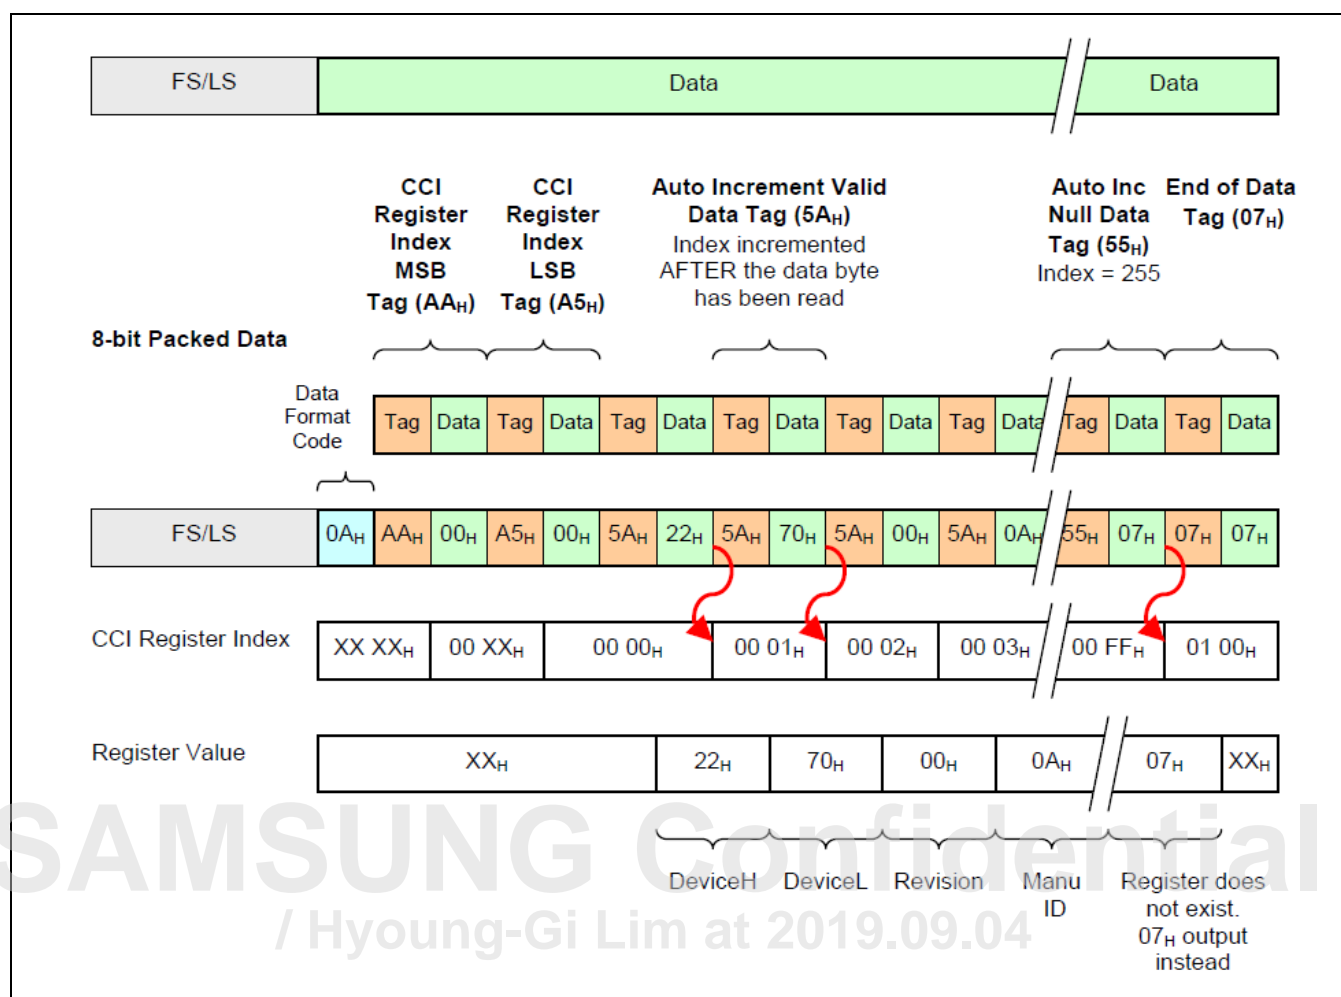 FS/LS Data Data
CCI Register Index MSB Tag (AAH)
CCI Register Index LSB Tag (A5H)
Auto Increment Valid Data Tag (5AH)
Index incremented AFTER the data byte has been read
Auto Inc Null Data Tag (55H)
Index = 255
End of Data Tag (07H)
8-bit Packed Data
Data Format Code
Tag Data Tag Data Tag Data Tag Data Tag Data Tag Data Tag Data Tag Data
FS/LS 0AH AAH 00H A5H 00H 5AH 22H 5AH 70H 5AH 00H 5AH 0AH 55H 07H 07H 07H
CCI Register Index XX XXH 00 XXH 00 00H 00 01H 00 02H 00 03H 00 FFH 01 00H
Register Value XXH 22H 70H 00H 0AH 07H XXH
SAMSUNG Confidential
DeviceH DeviceL Revision Manu ID
Register does not exist. 07H output instead
/ Hyoung-Gi Lim at 2019.09.04